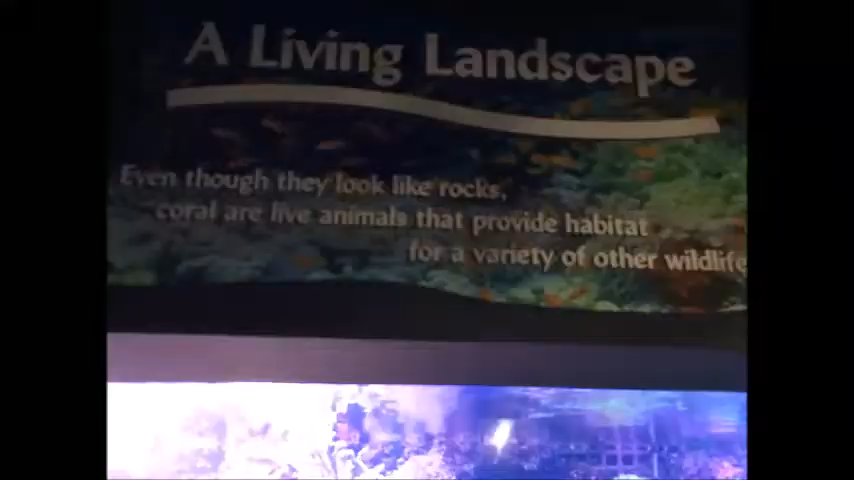 A Living Landscape
Even though they look like rocks,
coral are live animals that provide habitat
for a variety of other wildlife